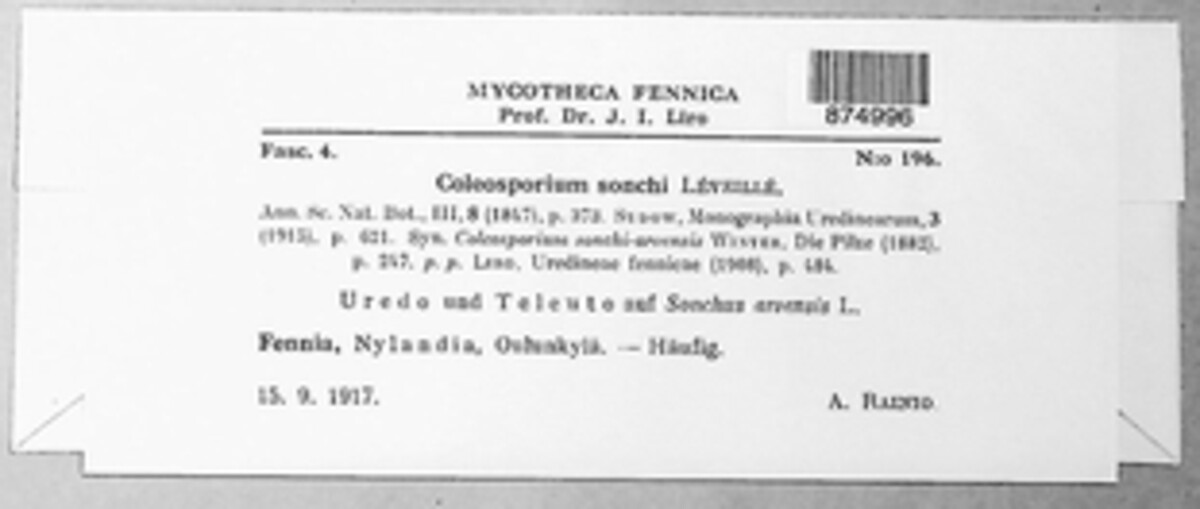 MYCOTHECA FENNICA
Prof. Dr. J. I. Liro
874996
Fasc. 4.
N:o 196.
Coleosporium sonchi LÉVEILLÉ.
Ann. Sc. Nat. Bot., III, 8 (1847), p. 373. SYDOW, Monographia Uredinearum, 3
(1915), p. 621. Syn. Coleosporium sonchi-arvensis WINTER, Die Pilze (1882),
p. 247, p. p. LIRO, Uredineae fennicae (1908), p. 484.
Uredo und Teleuto auf Sonchus arvensis L.
Fennia, Nylandia, Oulunkylä. — Häufig.
15. 9. 1917.
A. RAINIO